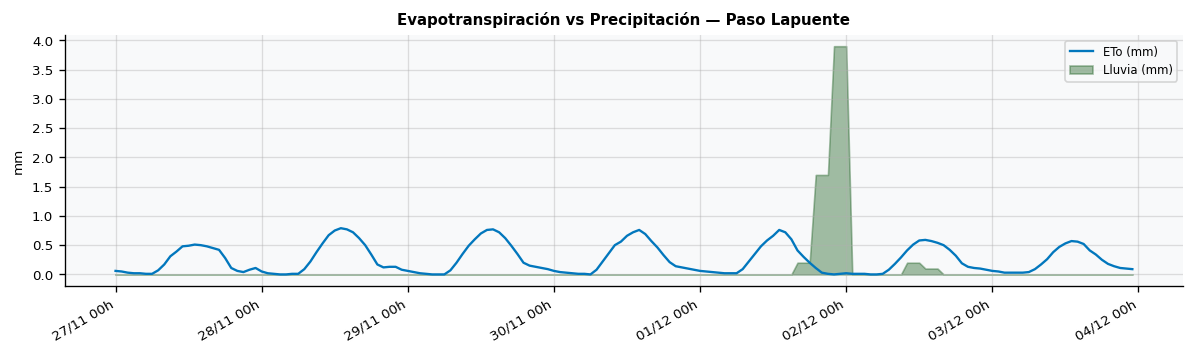 Evapotranspiración vs Precipitación — Paso Lapuente
4.0
3.5
3.0
2.5
2.0
1.5
1.0
0.5
0.0
mm
ETo (mm)
Lluvia (mm)
27/11 00h
28/11 00h
29/11 00h
30/11 00h
01/12 00h
02/12 00h
03/12 00h
04/12 00h